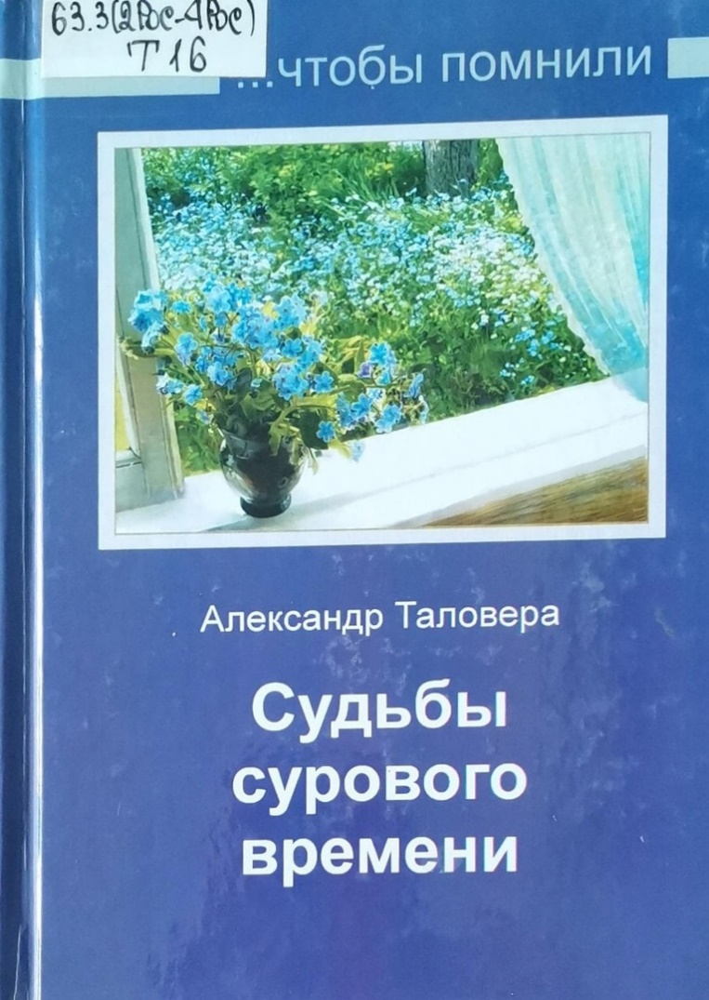 63.3(2Рос-4Рос)
Т16
...чтобы помнили
Александр Таловера
Судьбы
сурового
времени